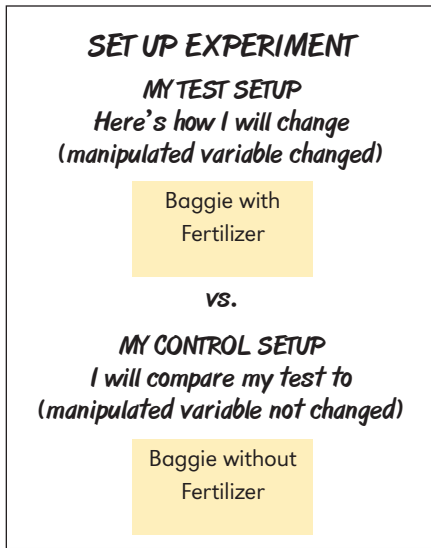 SET UP EXPERIMENT
MY TEST SETUP
Here's how I will change
(manipulated variable changed)
Baggie with
Fertilizer
vs.
MY CONTROL SETUP
I will compare my test to
(manipulated variable not changed)
Baggie without
Fertilizer